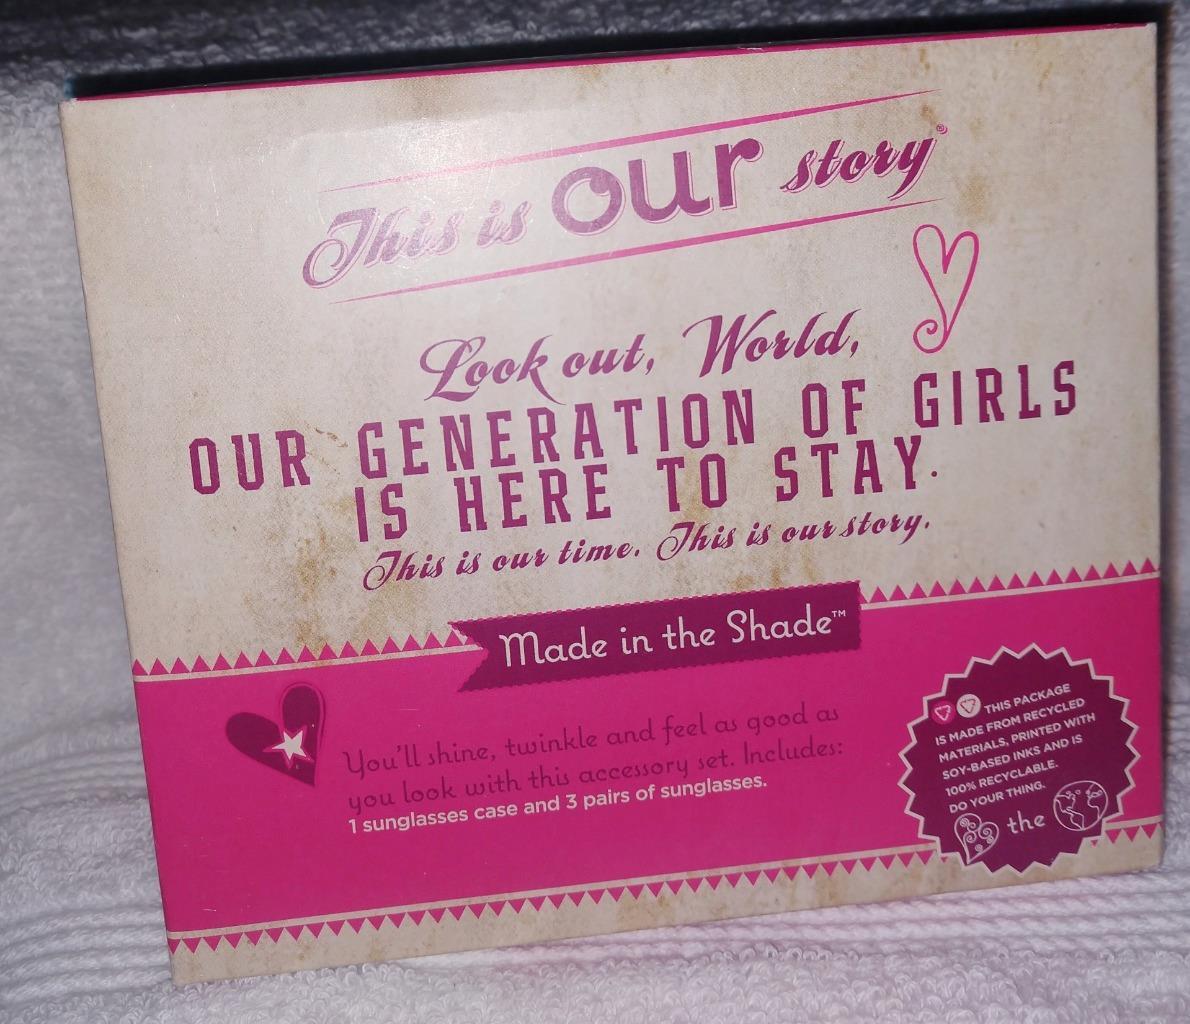 This is our story®
Look out, World,
OUR GENERATION OF GIRLS
IS HERE TO STAY.
This is our time. This is our story.
Made in the Shade™
You'll shine, twinkle and feel as good as
you look with this accessory set. Includes:
1 sunglasses case and 3 pairs of sunglasses.
THIS PACKAGE
IS MADE FROM RECYCLED
MATERIALS, PRINTED WITH
SOY-BASED INKS AND IS
100% RECYCLABLE.
DO YOUR THING.
the